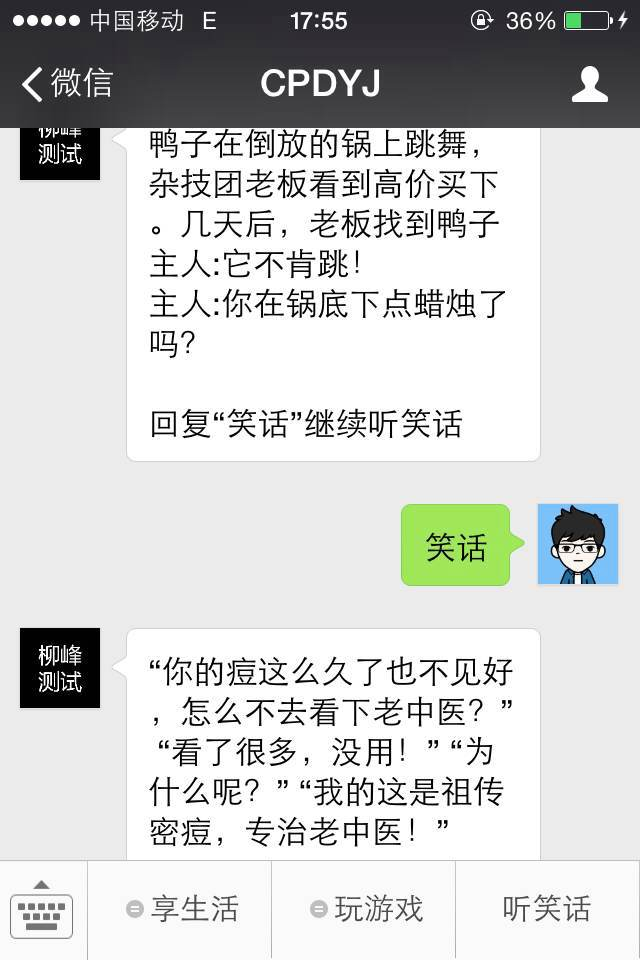 中国移动 E 17:55 36%
微信 CPDYJ
柳峰
测试
鸭子在倒放的锅上跳舞，
杂技团老板看到高价买下
。几天后，老板找到鸭子
主人:它不肯跳！
主人:你在锅底下点蜡烛了
吗？
回复“笑话”继续听笑话
笑话
柳峰
测试
“你的痘这么久了也不见好
，怎么不去看下老中医？”
“看了很多，没用！” “为
什么呢？” “我的这是祖传
密痘，专治老中医！”
享生活 玩游戏 听笑话